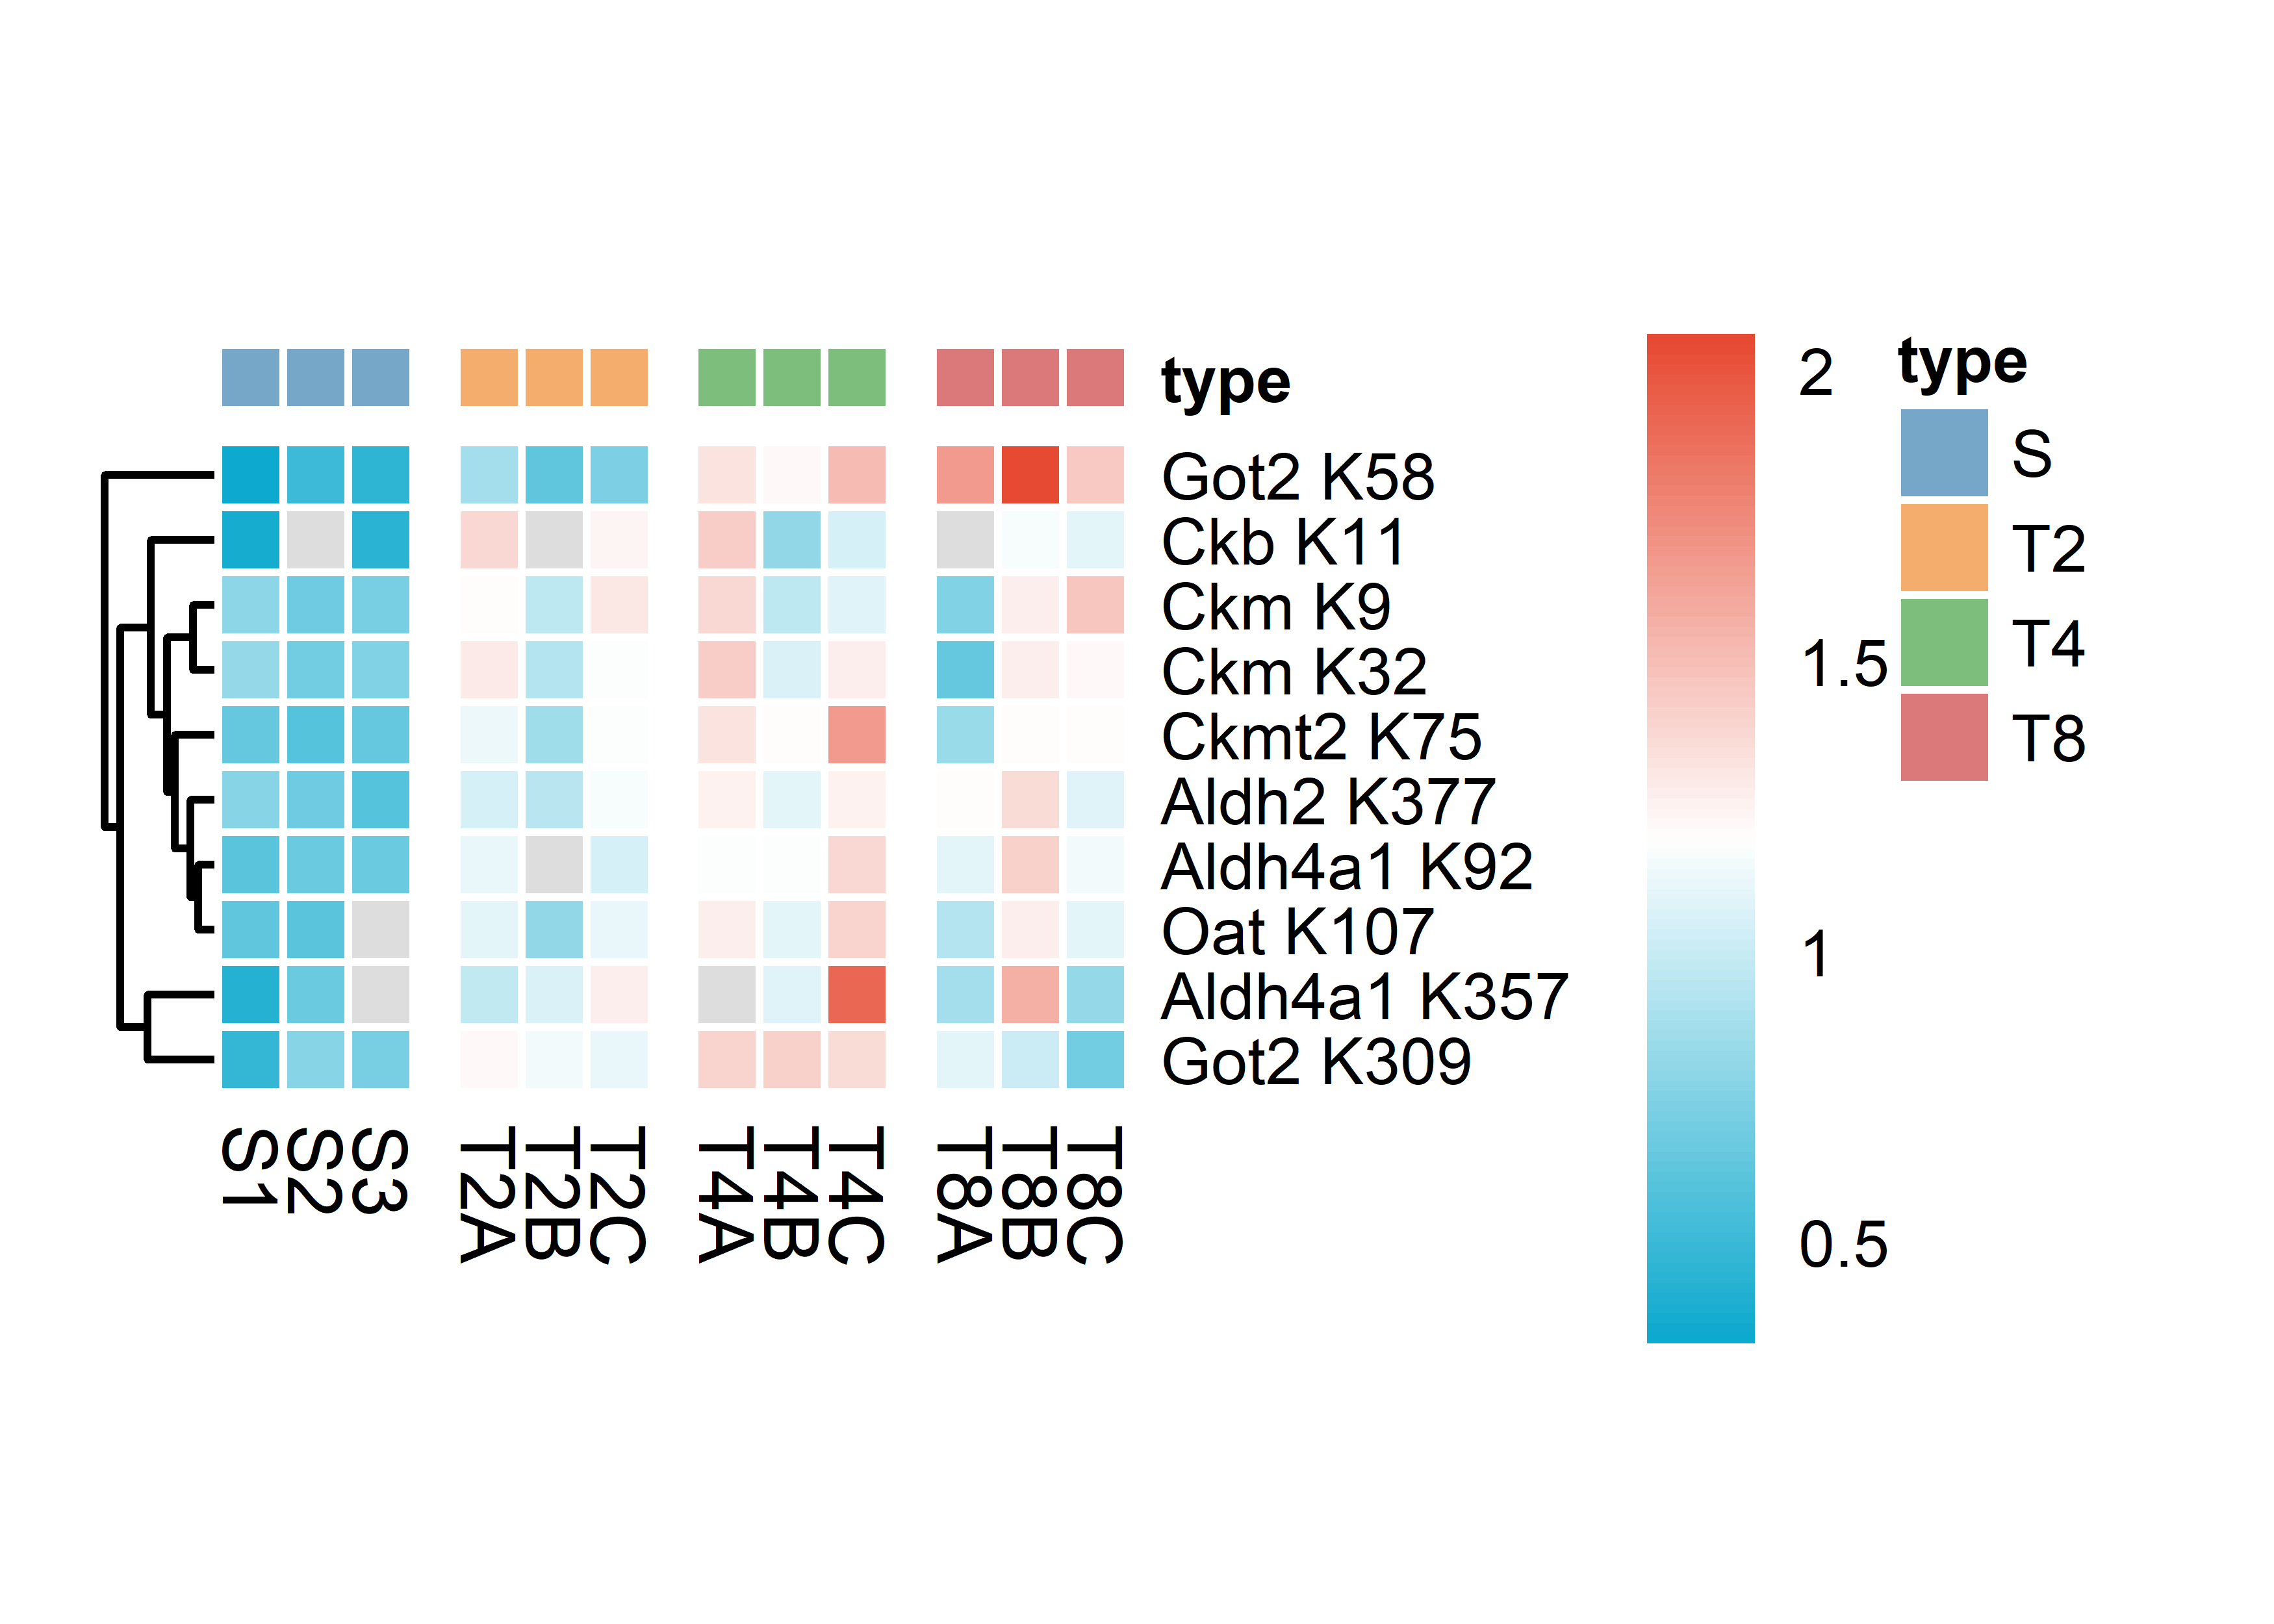 type
Got2 K58
Ckb K11
Ckm K9
Ckm K32
Ckmt2 K75
Aldh2 K377
Aldh4a1 K92
Oat K107
Aldh4a1 K357
Got2 K309
S1
S2
S3
T2A
T2B
T2C
T4A
T4B
T4C
T8A
T8B
T8C
2
1.5
1
0.5
type
S
T2
T4
T8